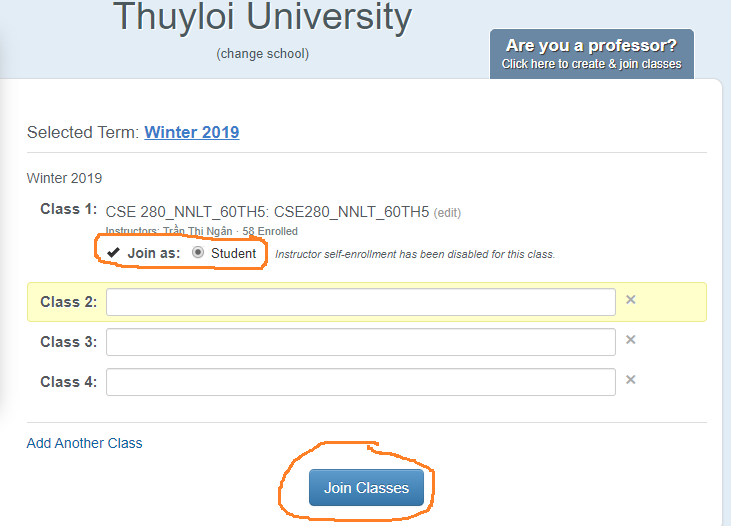 Thuyloi University
(change school)
Are you a professor?
Click here to create & join classes
Selected Term: Winter 2019
Winter 2019
Class 1: CSE 280_NNLT_60TH5: CSE280_NNLT_60TH5 (edit)
Instructors: Trần Thị Ngân · 58 Enrolled
Join as: Student Instructor self-enrollment has been disabled for this class.
Class 2: ×
Class 3: ×
Class 4: ×
Add Another Class
Join Classes